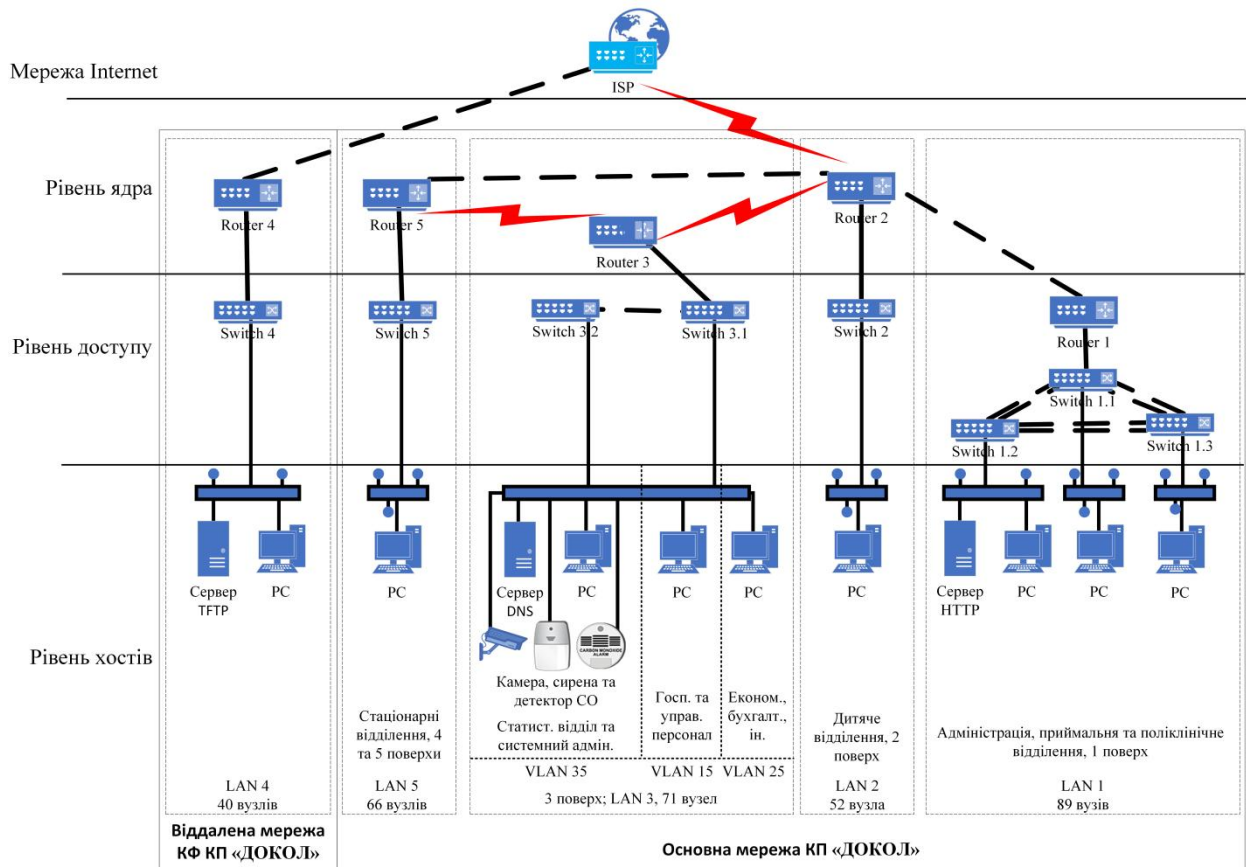 Мережа Internet
ISP
Рівень ядра
Router 4
Router 5
Router 3
Router 2
Рівень доступу
Switch 4
Switch 5
Switch 3.2
Switch 3.1
Switch 2
Router 1
Switch 1.1
Switch 1.2
Switch 1.3
Рівень хостів
Сервер
TFTP
PC
PC
Сервер
DNS
PC
PC
PC
PC
Сервер
HTTP
PC
PC
PC
CARBON MONOXIDE
ALARM
Камера, сирена та
детектор CO
Статист. відділ та
системний адмін.
Госп. та
управ.
персонал
Економ.,
бухгалт.,
ін.
Стаціонарні
відділення, 4
та 5 поверхи
Дитяче
відділення, 2
поверх
Адміністрація, приймальна та поліклінічне
відділення, 1 поверх
VLAN 35
VLAN 15
VLAN 25
LAN 4
40 вузлів
LAN 5
66 вузлів
3 поверх; LAN 3, 71 вузел
LAN 2
52 вузла
LAN 1
89 вузів
Віддалена мережа
КФ КП «ДОКОЛ»
Основна мережа КП «ДОКОЛ»